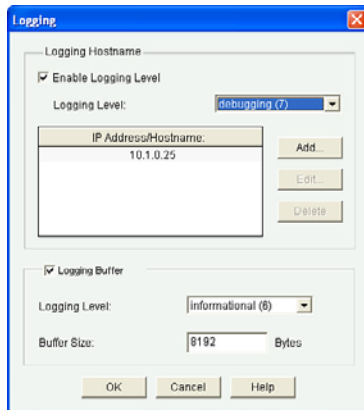 Logging
Logging Hostname
Enable Logging Level
Logging Level: debugging (7)
IP Address/Hostname:
10.1.0.25
Add...
Edit...
Delete
Logging Buffer
Logging Level: informational (6)
Buffer Size: 8192 Bytes
OK Cancel Help